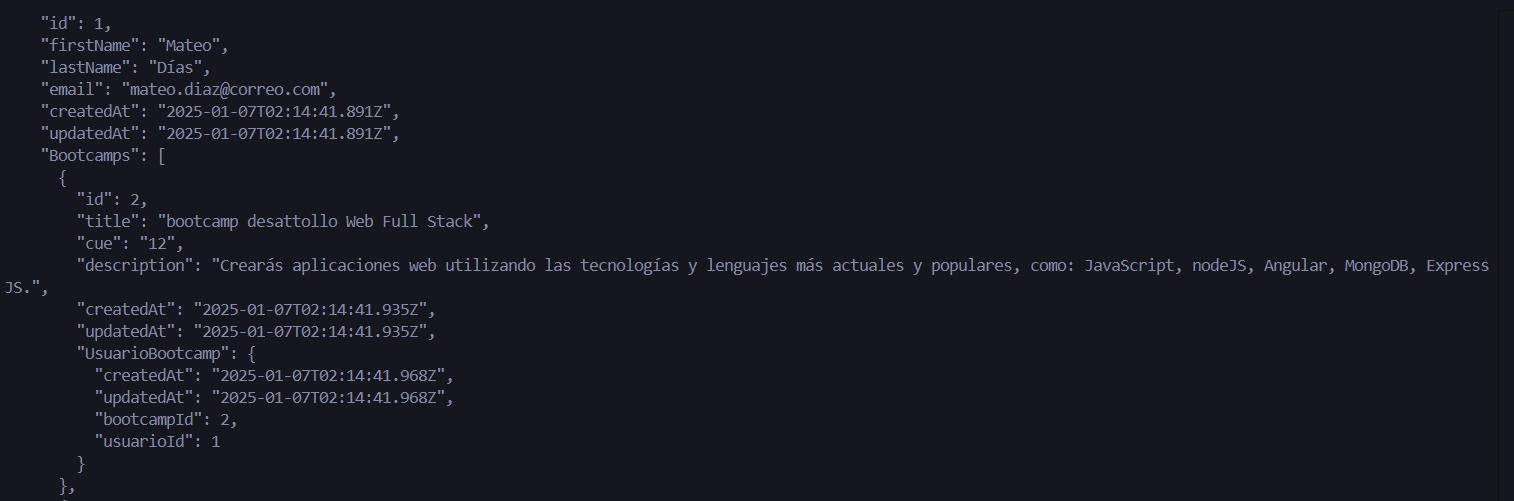 "id": 1,
"firstName": "Mateo",
"lastName": "Días",
"email": "mateo.diaz@correo.com",
"createdAt": "2025-01-07T02:14:41.891Z",
"updatedAt": "2025-01-07T02:14:41.891Z",
"Bootcamps": [
{
"id": 2,
"title": "bootcamp desattollo Web Full Stack",
"cue": "12",
"description": "Crearás aplicaciones web utilizando las tecnologías y lenguajes más actuales y populares, como: JavaScript, nodeJS, Angular, MongoDB, Express
JS.",
"createdAt": "2025-01-07T02:14:41.935Z",
"updatedAt": "2025-01-07T02:14:41.935Z",
"UsuarioBootcamp": {
"createdAt": "2025-01-07T02:14:41.968Z",
"updatedAt": "2025-01-07T02:14:41.968Z",
"bootcampId": 2,
"usuarioId": 1
}
},